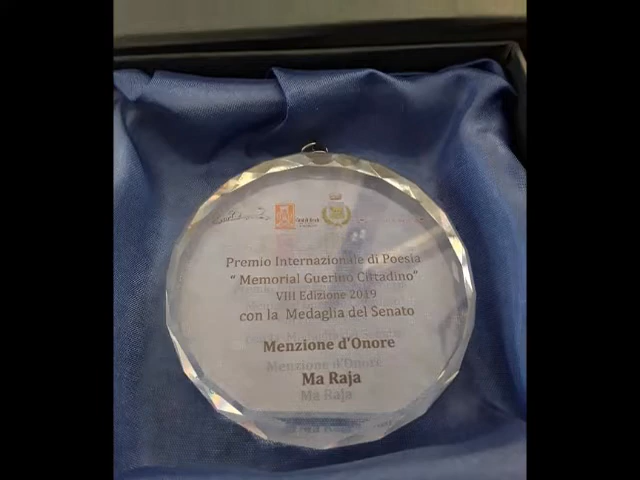 Premio Internazionale di Poesia
“ Memorial Guerino Cittadino“
VIII Edizione 2019
con la Medaglia del Senato
Menzione d'Onore
Ma Raja